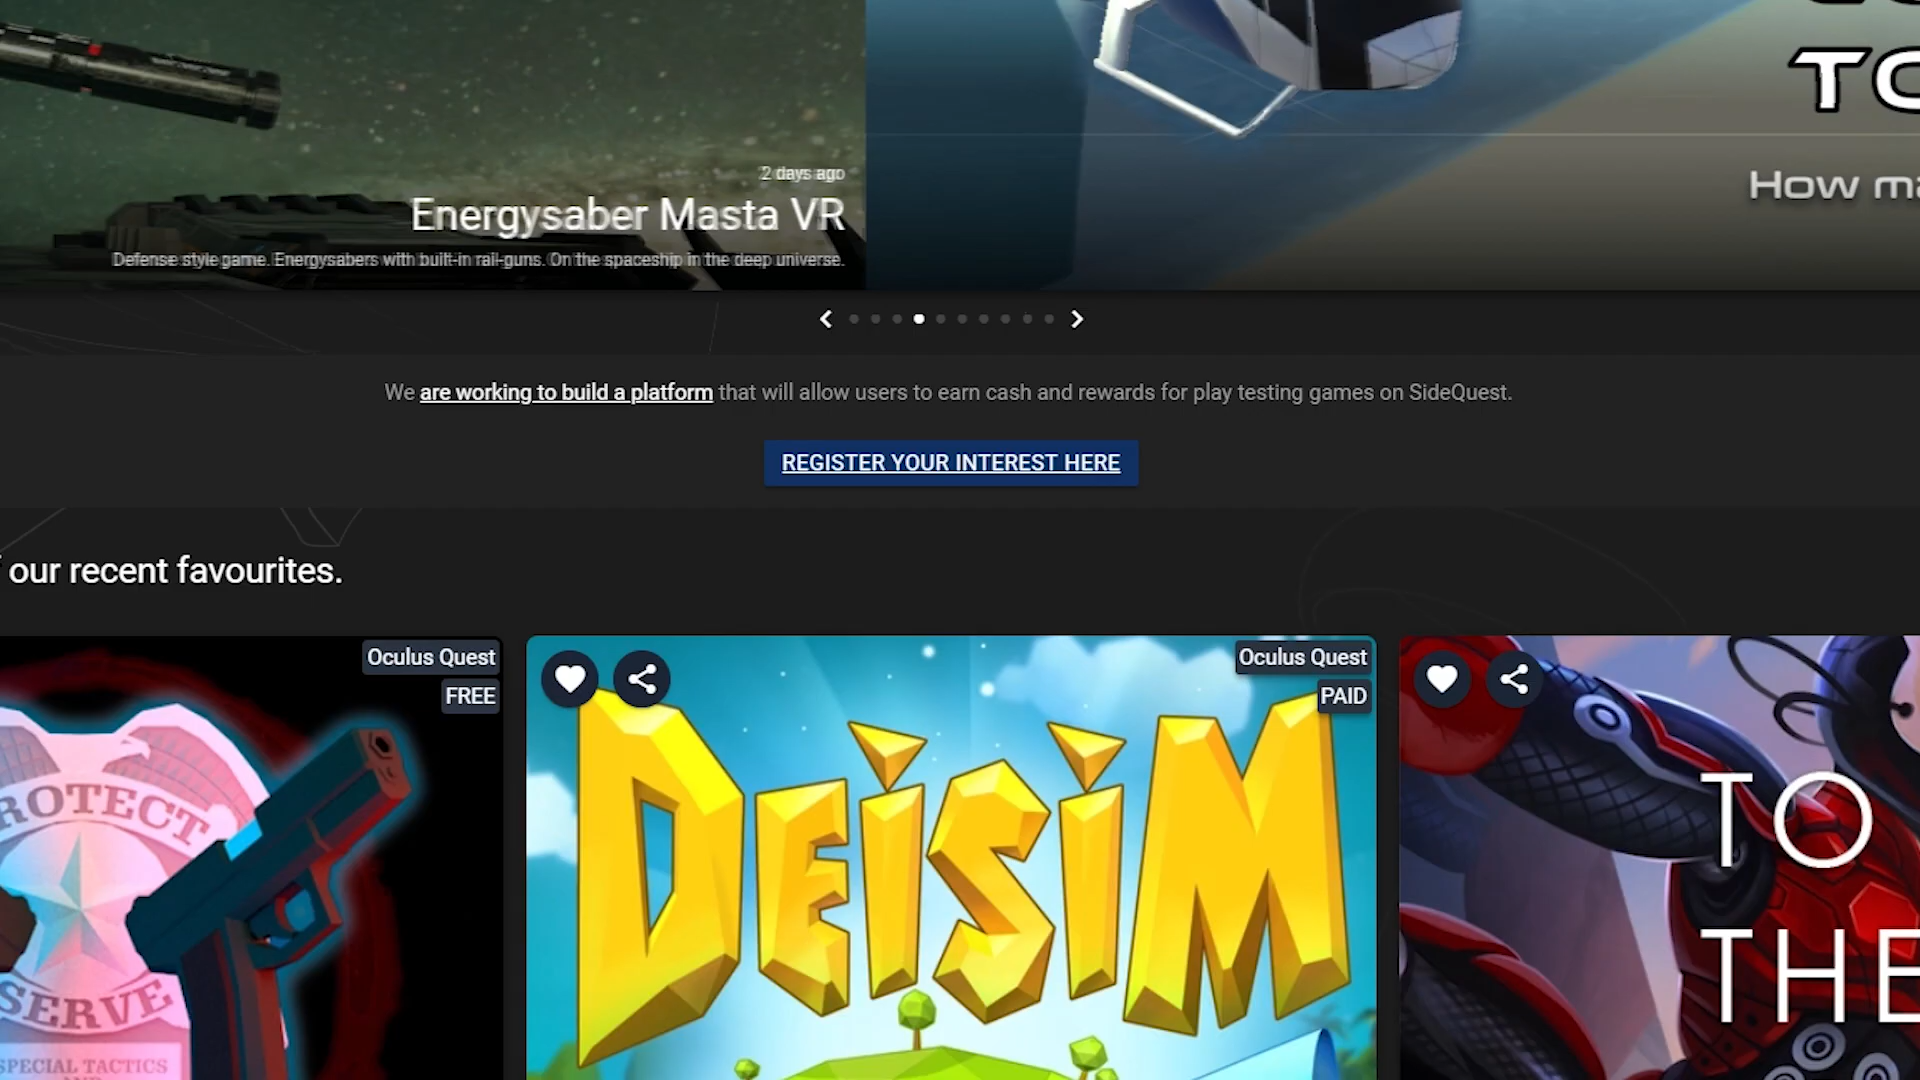 TO
How ma
2 days ago
Energysaber Masta VR
Defense style game. Energysabers with built-in rail-guns. On the spaceship in the deep universe.
We are working to build a platform that will allow users to earn cash and rewards for play testing games on SideQuest.
REGISTER YOUR INTEREST HERE
our recent favourites.
Oculus Quest
FREE
ROTECT
SERVE
SPECIAL TACTICS
AND
Oculus Quest
PAID
DEiSiM
TO
THE